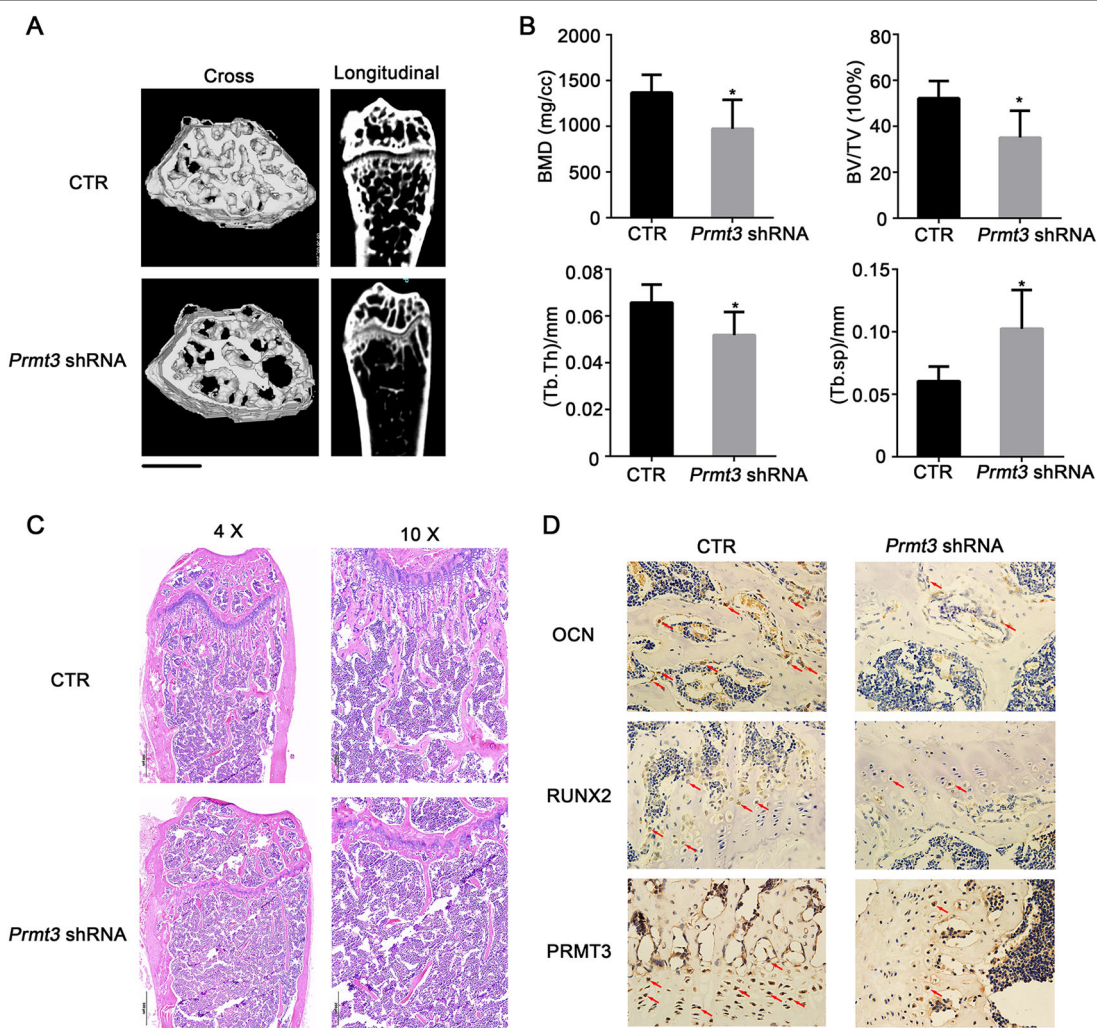 A
Cross
Longitudinal
CTR
Prmt3 shRNA
B
BMD (mg/cc)
2000
1500
1000
500
0
*
CTR
Prmt3 shRNA
BV/TV (100%)
80
60
40
20
0
*
CTR
Prmt3 shRNA
(Tb.Th)/mm
0.08
0.06
0.04
0.02
0
*
CTR
Prmt3 shRNA
(Tb.sp)/mm
0.15
0.10
0.05
0
*
CTR
Prmt3 shRNA
C
4 X
10 X
CTR
Prmt3 shRNA
D
CTR
Prmt3 shRNA
OCN
RUNX2
PRMT3